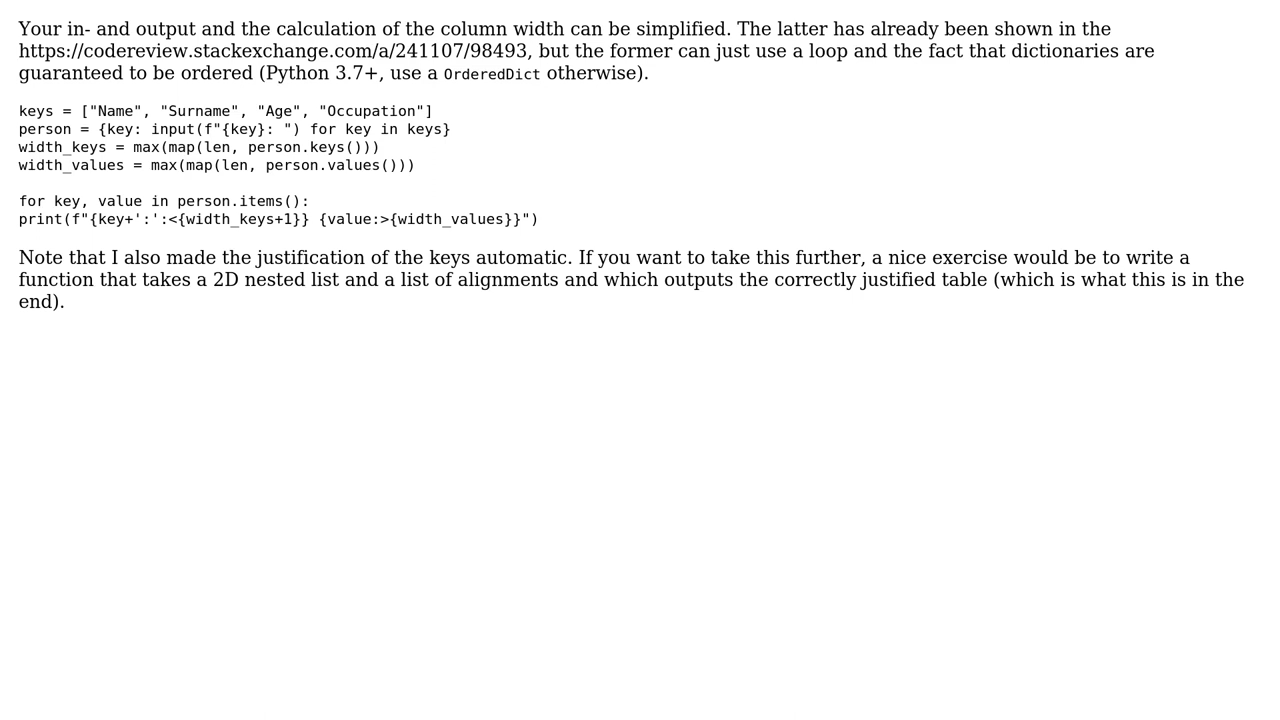 Your in- and output and the calculation of the column width can be simplified. The latter has already been shown in the
https://codereview.stackexchange.com/a/241107/98493, but the former can just use a loop and the fact that dictionaries are
guaranteed to be ordered (Python 3.7+, use a OrderedDict otherwise).
keys = ["Name", "Surname", "Age", "Occupation"]
person = {key: input(f"{key}: ") for key in keys}
width_keys = max(map(len, person.keys()))
width_values = max(map(len, person.values()))
for key, value in person.items():
print(f"{key+':':<{width_keys+1}} {value:>{width_values}}")
Note that I also made the justification of the keys automatic. If you want to take this further, a nice exercise would be to write a
function that takes a 2D nested list and a list of alignments and which outputs the correctly justified table (which is what this is in the
end).